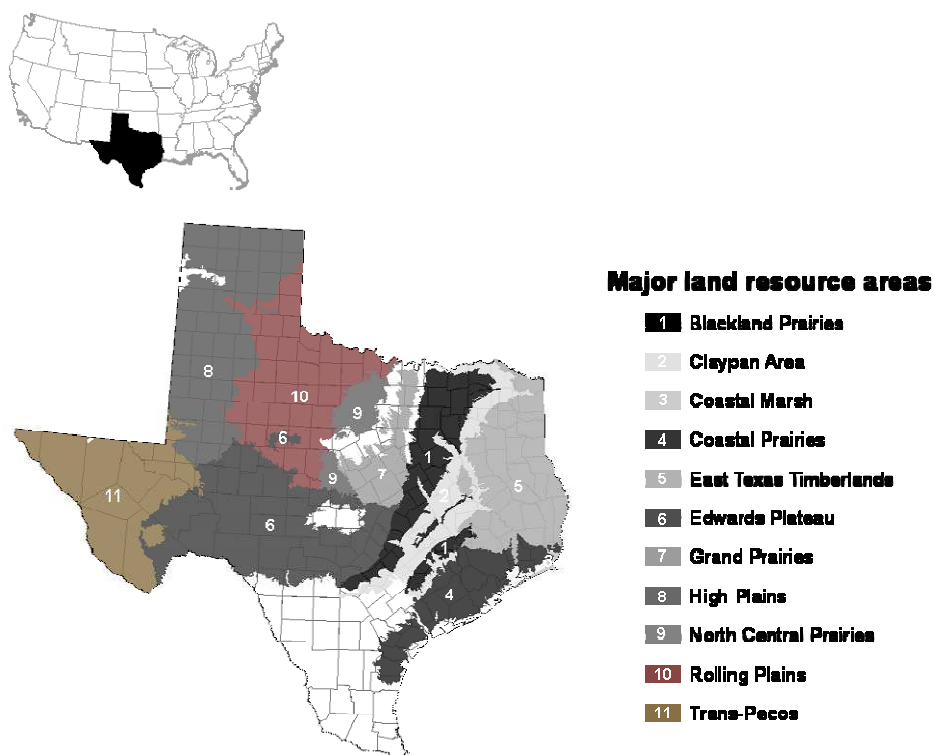 Major land resource areas
1 Blackland Prairies
2 Claypan Area
3 Coastal Marsh
4 Coastal Prairies
5 East Texas Timberlands
6 Edwards Plateau
7 Grand Prairies
8 High Plains
9 North Central Prairies
10 Rolling Plains
11 Trans-Pecos
8
10
9
6
1
9
7
2
5
11
6
1
3
4